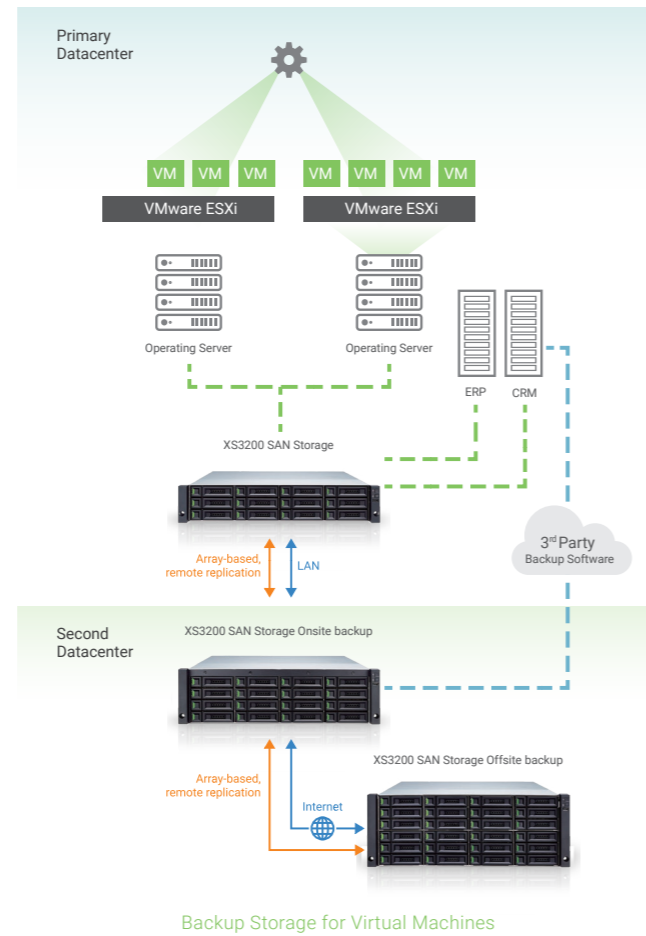 Primary
Datacenter
VM VM VM VM VM VM VM
VMware ESXi VMware ESXi
Operating Server Operating Server
ERP CRM
XS3200 SAN Storage
3rd Party
Backup Software
Array-based,
remote replication
LAN
Second
Datacenter
XS3200 SAN Storage Onsite backup
XS3200 SAN Storage Offsite backup
Array-based,
remote replication
Internet
Backup Storage for Virtual Machines